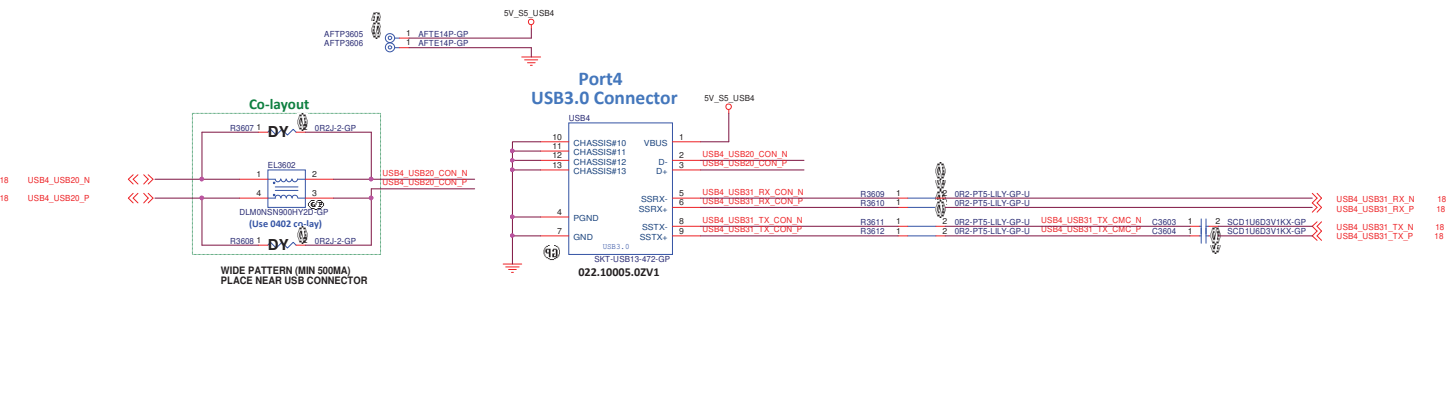 5V_S5_USB4
AFTP3605 1 AFTE14P-GP
AFTP3606 1 AFTE14P-GP
Port4
USB3.0 Connector
5V_S5_USB4
Co-layout
USB4
R3607 1 DY 0R2J-2-GP
10 CHASSIS#10 VBUS 1
11 CHASSIS#11
12 CHASSIS#12 D- 2 USB4_USB20_CON_N
13 CHASSIS#13 D+ 3 USB4_USB20_CON_P
EL3602
18 USB4_USB20_N 1 2 USB4_USB20_CON_N
18 USB4_USB20_P 4 3 USB4_USB20_CON_P
DLM0NSN900HY2D-GP
(Use 0402 co-lay)
SSRX- 5 USB4_USB31_RX_CON_N R3609 1 2 0R2-PT5-LILY-GP-U USB4_USB31_RX_N 18
SSRX+ 6 USB4_USB31_RX_CON_P R3610 1 2 0R2-PT5-LILY-GP-U USB4_USB31_RX_P 18
4 PGND
SSTX- 8 USB4_USB31_TX_CON_N R3611 1 2 0R2-PT5-LILY-GP-U USB4_USB31_TX_CMC_N C3603 1 2 SCD1U6D3V1KX-GP USB4_USB31_TX_N 18
7 GND SSTX+ 9 USB4_USB31_TX_CON_P R3612 1 2 0R2-PT5-LILY-GP-U USB4_USB31_TX_CMC_P C3604 1 SCD1U6D3V1KX-GP USB4_USB31_TX_P 18
R3608 1 DY 0R2J-2-GP
USB3.0
SKT-USB13-472-GP
022.10005.0ZV1
WIDE PATTERN (MIN 500MA)
PLACE NEAR USB CONNECTOR